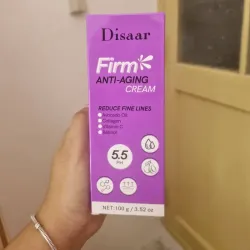 Disaar
Firm
ANTI-AGING
CREAM
REDUCE FINE LINES
Avocado Oil
Collagen
Vitamin C
Retinol
5.5
NET 100 g / 3.52 oz